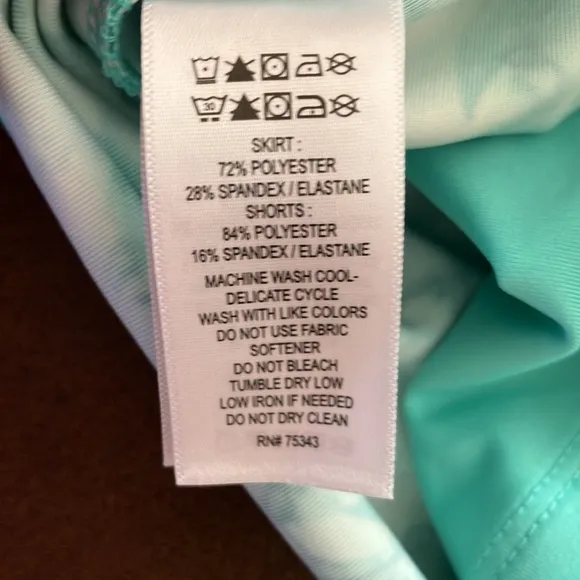 30
SKIRT :
72% POLYESTER
28% SPANDEX / ELASTANE
SHORTS :
84% POLYESTER
16% SPANDEX / ELASTANE
MACHINE WASH COOL-
DELICATE CYCLE
WASH WITH LIKE COLORS
DO NOT USE FABRIC
SOFTENER
DO NOT BLEACH
TUMBLE DRY LOW
LOW IRON IF NEEDED
DO NOT DRY CLEAN
RN# 75343